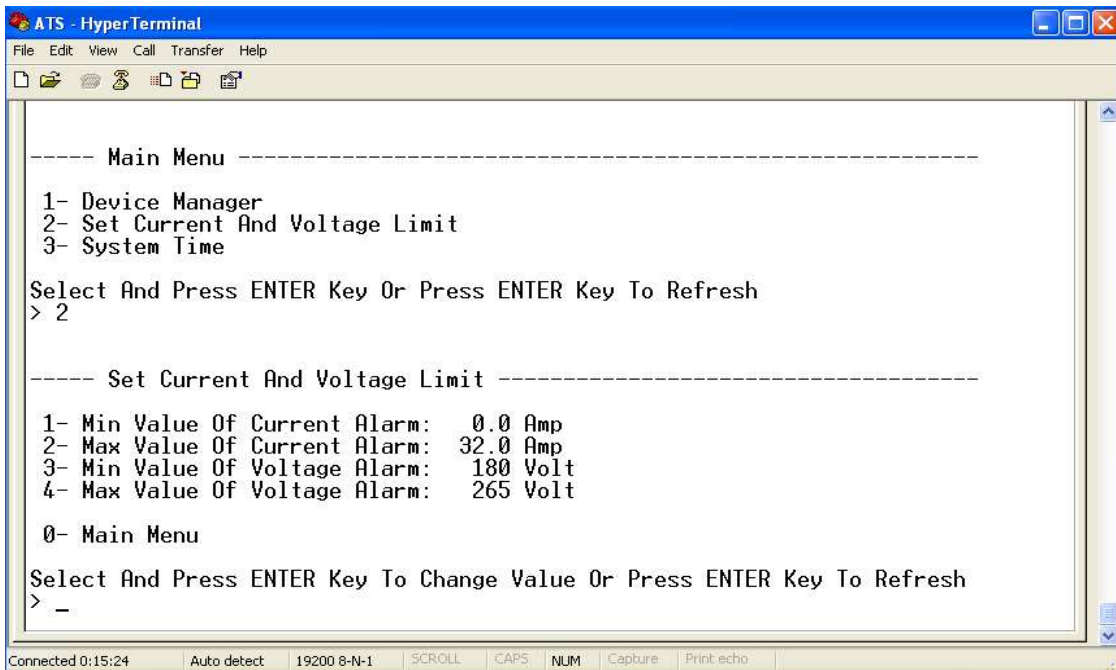 ATS - HyperTerminal
File Edit View Call Transfer Help
----- Main Menu ---------------------------------------------------------
1- Device Manager
2- Set Current And Voltage Limit
3- System Time
Select And Press ENTER Key Or Press ENTER Key To Refresh
> 2
----- Set Current And Voltage Limit -------------------------------------
1- Min Value Of Current Alarm: 0.0 Amp
2- Max Value Of Current Alarm: 32.0 Amp
3- Min Value Of Voltage Alarm: 180 Volt
4- Max Value Of Voltage Alarm: 265 Volt
0- Main Menu
Select And Press ENTER Key To Change Value Or Press ENTER Key To Refresh
> _
Connected 0:15:24 Auto detect 19200 8-N-1 SCROLL CAPS NUM Capture Print echo